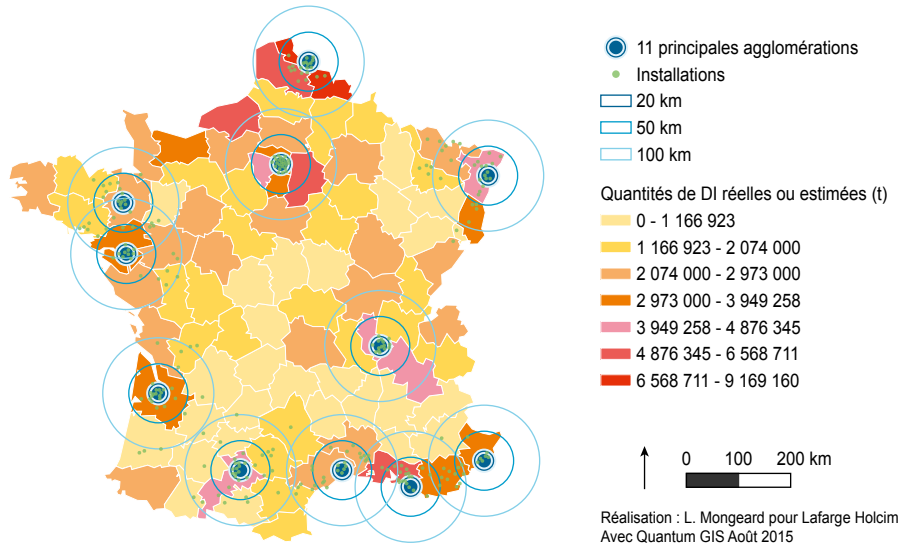 11 principales agglomérations
Installations
20 km
50 km
100 km
Quantités de DI réelles ou estimées (t)
0 - 1 166 923
1 166 923 - 2 074 000
2 074 000 - 2 973 000
2 973 000 - 3 949 258
3 949 258 - 4 876 345
4 876 345 - 6 568 711
6 568 711 - 9 169 160
0 100 200 km
Réalisation : L. Mongeard pour Lafarge Holcim
Avec Quantum GIS Août 2015